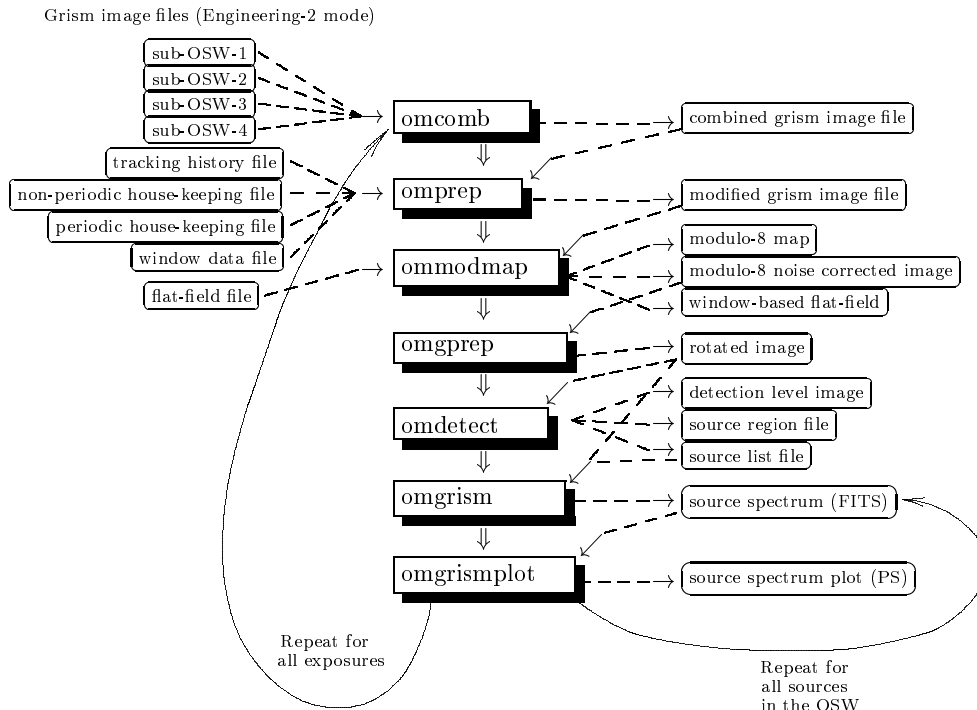 Grism image files (Engineering-2 mode)
sub-OSW-1
sub-OSW-2
sub-OSW-3
sub-OSW-4
tracking history file
non-periodic house-keeping file
periodic house-keeping file
window data file
flat-field file
omcomb
omprep
ommodmap
omgprep
omdetect
omgrism
omgrismplot
combined grism image file
modified grism image file
modulo-8 map
modulo-8 noise corrected image
window-based flat-field
rotated image
detection level image
source region file
source list file
source spectrum (FITS)
source spectrum plot (PS)
Repeat for
all exposures
Repeat for
all sources
in the OSW